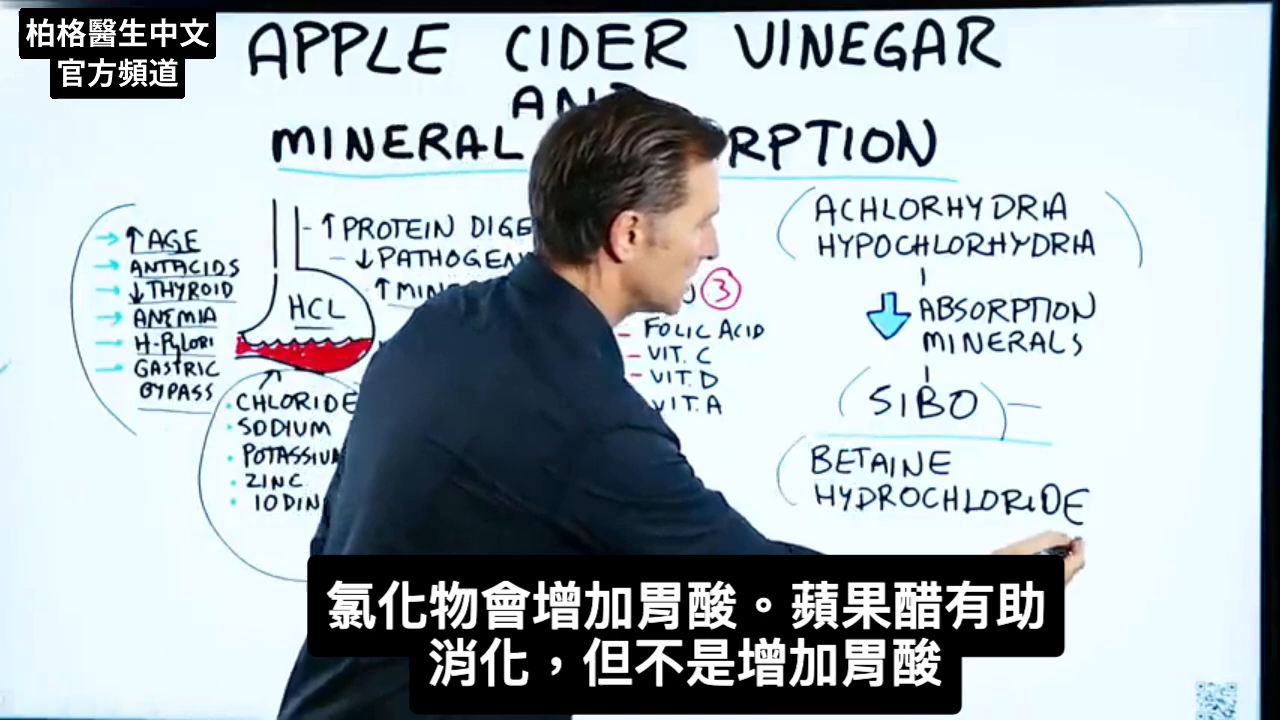 柏格醫生中文
官方頻道
APPLE CIDER VINEGAR
MINERAL
RPTION
→ ↑ AGE
→ ANTACIDS
→ ↓ THYROID
→ ANEMIA
→ H-PYLORI
→ GASTRIC
BYPASS
- ↑ PROTEIN DIGE
- ↓ PATHOGEN
HCL
· CHLORIDE
· SODIUM
· POTASSIUM
· ZINC
· IODIN
③
- FOLIC ACID
- VIT. C
- VIT. D
VIT. A
(ACHLORHYDRIA
HYPOCHLORHYDRIA)
↓ ABSORPTION
MINERALS
(SIBO) -
(BETAINE
HYDROCHLORIDE
氯化物會增加胃酸。蘋果醋有助
消化，但不是增加胃酸